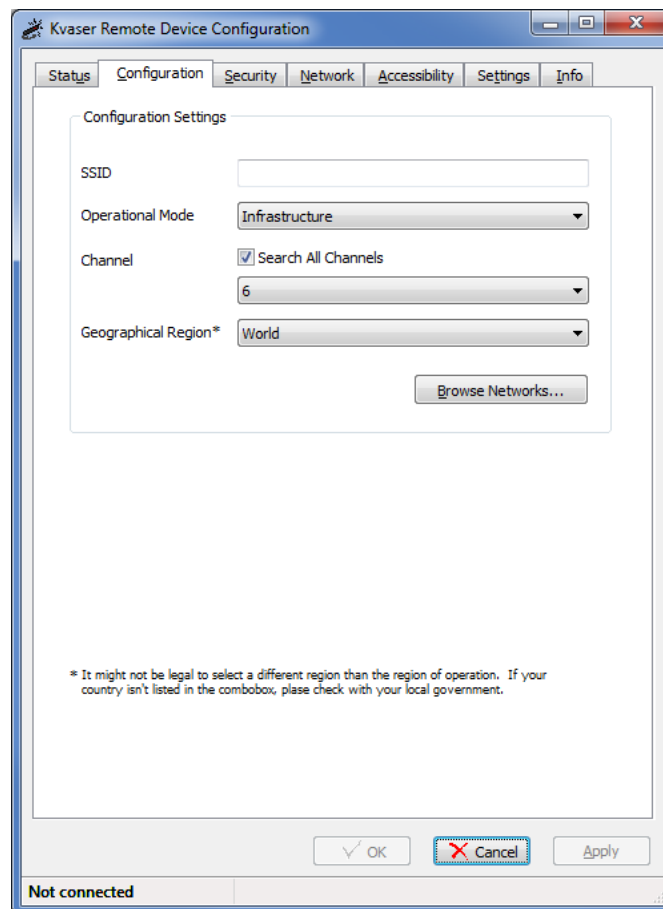 Kvaser Remote Device Configuration
Status Configuration Security Network Accessibility Settings Info
Configuration Settings
SSID
Operational Mode Infrastructure
Channel Search All Channels
6
Geographical Region* World
Browse Networks...
* It might not be legal to select a different region than the region of operation. If your
country isn't listed in the combobox, plase check with your local government.
OK Cancel Apply
Not connected